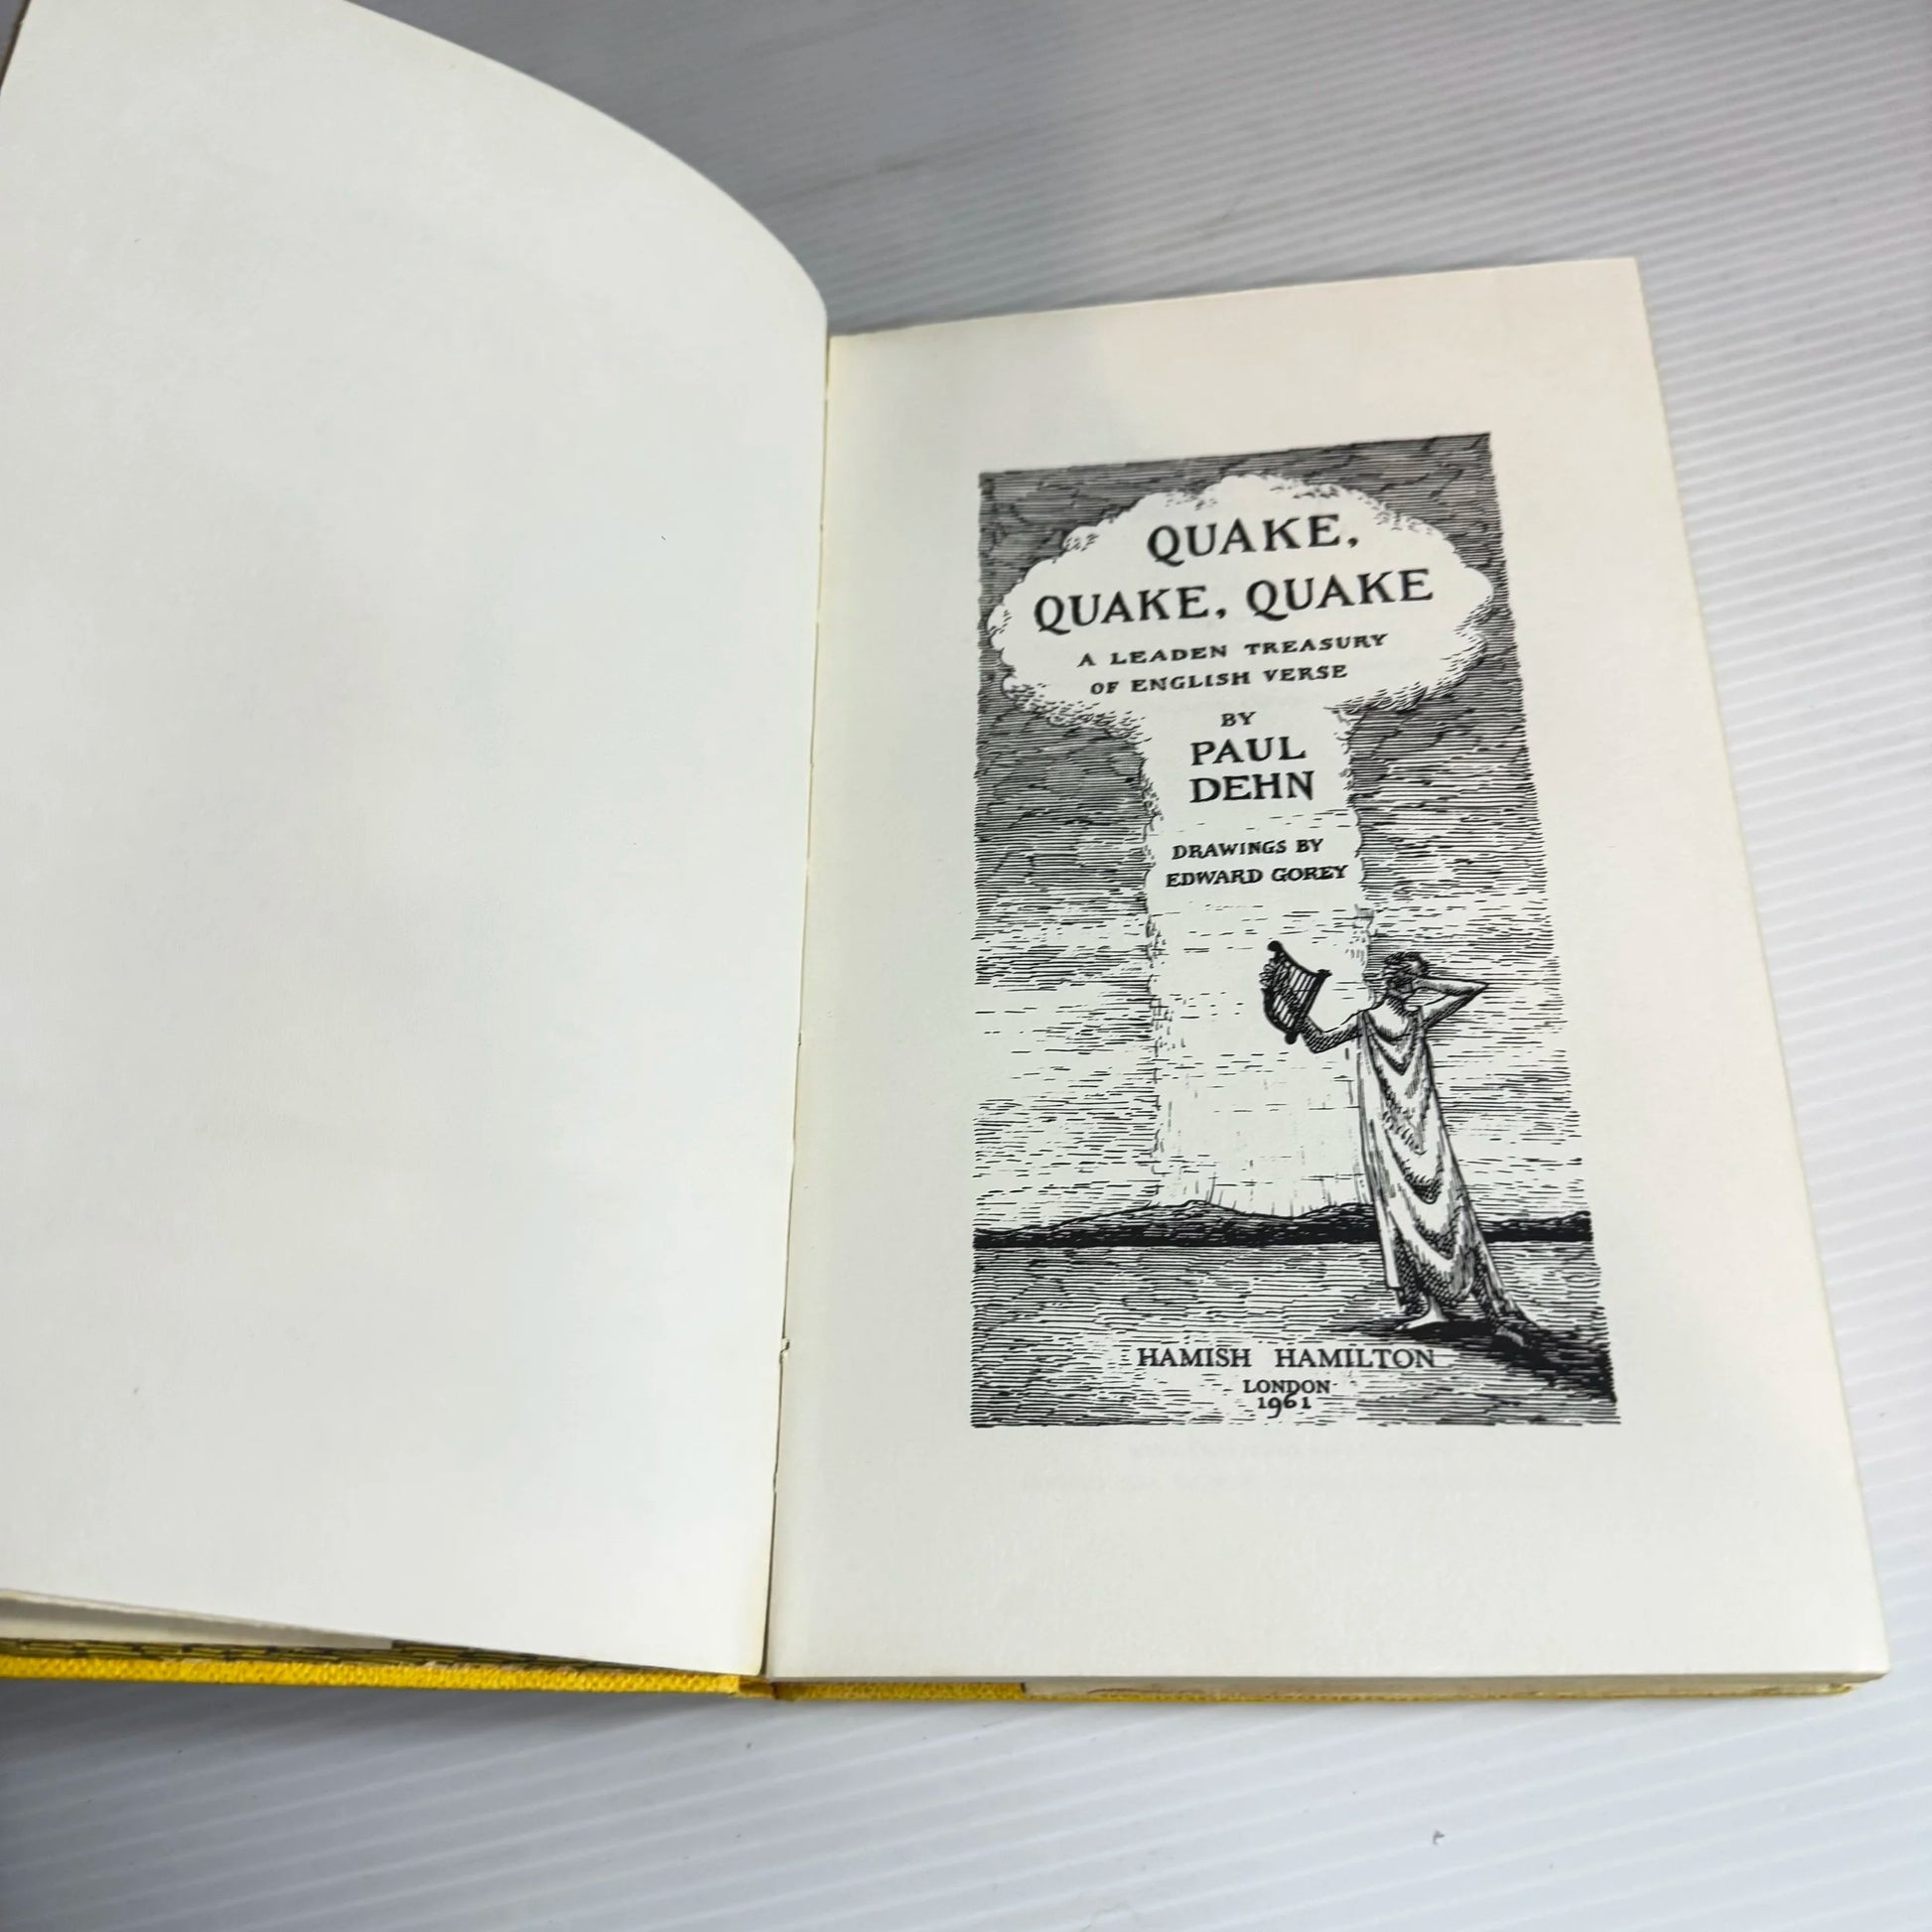 QUAKE,
QUAKE, QUAKE
A LEADEN TREASURY
OF ENGLISH VERSE
BY
PAUL
DEHN
DRAWINGS BY
EDWARD GOREY
HAMISH HAMILTON
LONDON
1961